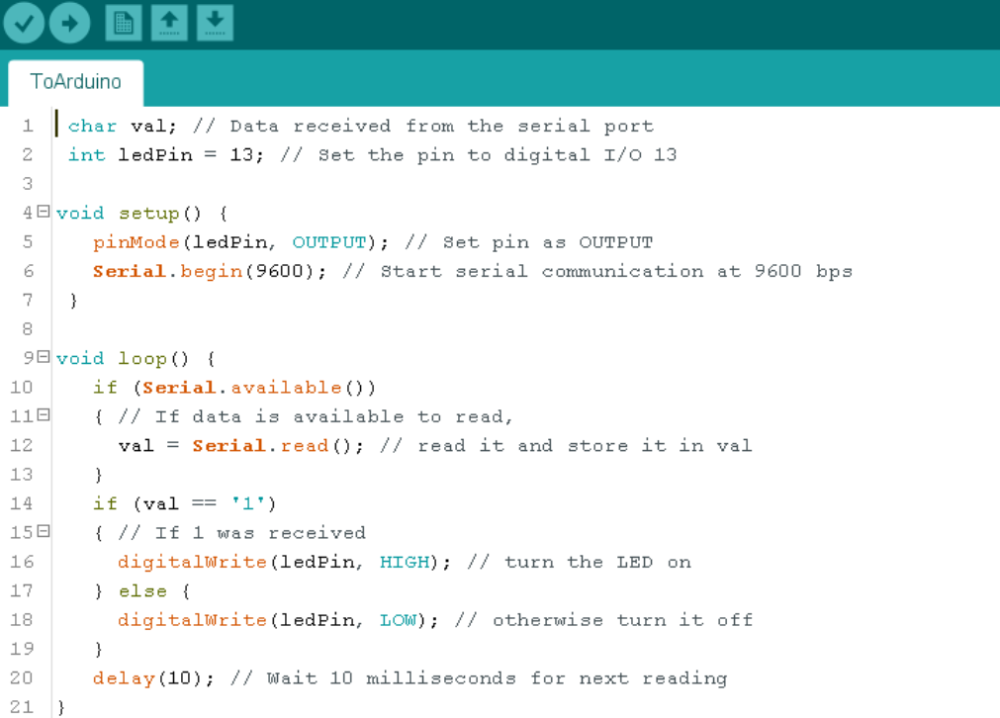 ToArduino
1 char val; // Data received from the serial port
2 int ledPin = 13; // Set the pin to digital I/O 13
3
4 void setup() {
5 pinMode(ledPin, OUTPUT); // Set pin as OUTPUT
6 Serial.begin(9600); // Start serial communication at 9600 bps
7 }
8
9 void loop() {
10 if (Serial.available())
11 { // If data is available to read,
12 val = Serial.read(); // read it and store it in val
13 }
14 if (val == '1')
15 { // If 1 was received
16 digitalWrite(ledPin, HIGH); // turn the LED on
17 } else {
18 digitalWrite(ledPin, LOW); // otherwise turn it off
19 }
20 delay(10); // Wait 10 milliseconds for next reading
21 }